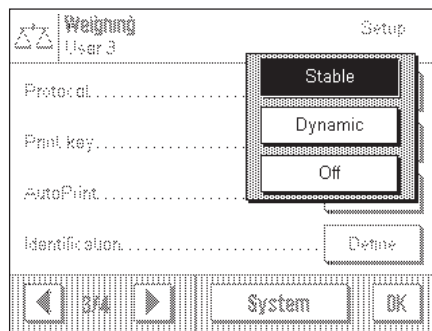 Weighing Setup
User 3
Stable
Protocol
Dynamic
Print key
Off
AutoPrint
Identification Define
3/4 System OK